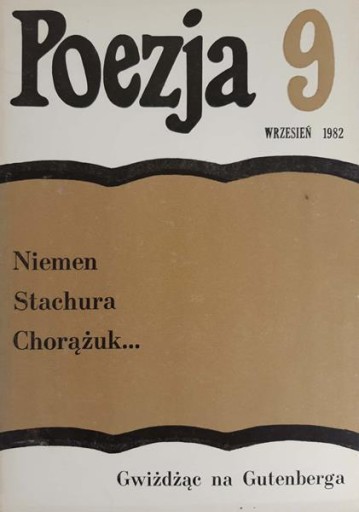 Poezja 9
WRZESIEŃ 1982
Niemen
Stachura
Chorążuk...
Gwiżdżąc na Gutenberga